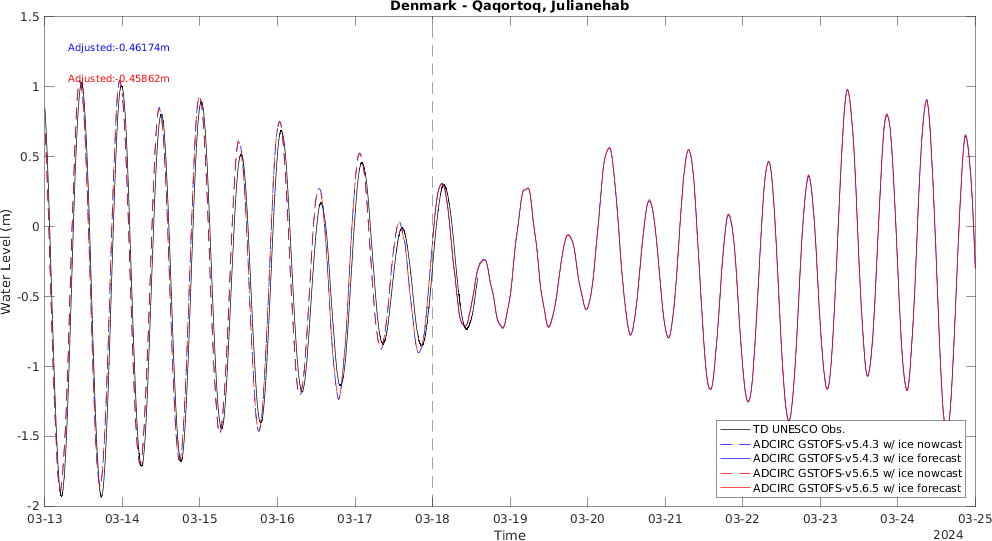 Denmark - Qaqortoq, Julianehab
1.5
1
0.5
0
-0.5
-1
-1.5
-2
Water Level (m)
Adjusted:-0.46174m
Adjusted:-0.45862m
TD UNESCO Obs.
ADCIRC GSTOFS-v5.4.3 w/ ice nowcast
ADCIRC GSTOFS-v5.4.3 w/ ice forecast
ADCIRC GSTOFS-v5.6.5 w/ ice nowcast
ADCIRC GSTOFS-v5.6.5 w/ ice forecast
03-13 03-14 03-15 03-16 03-17 03-18 03-19 03-20 03-21 03-22 03-23 03-24 03-25
Time
2024